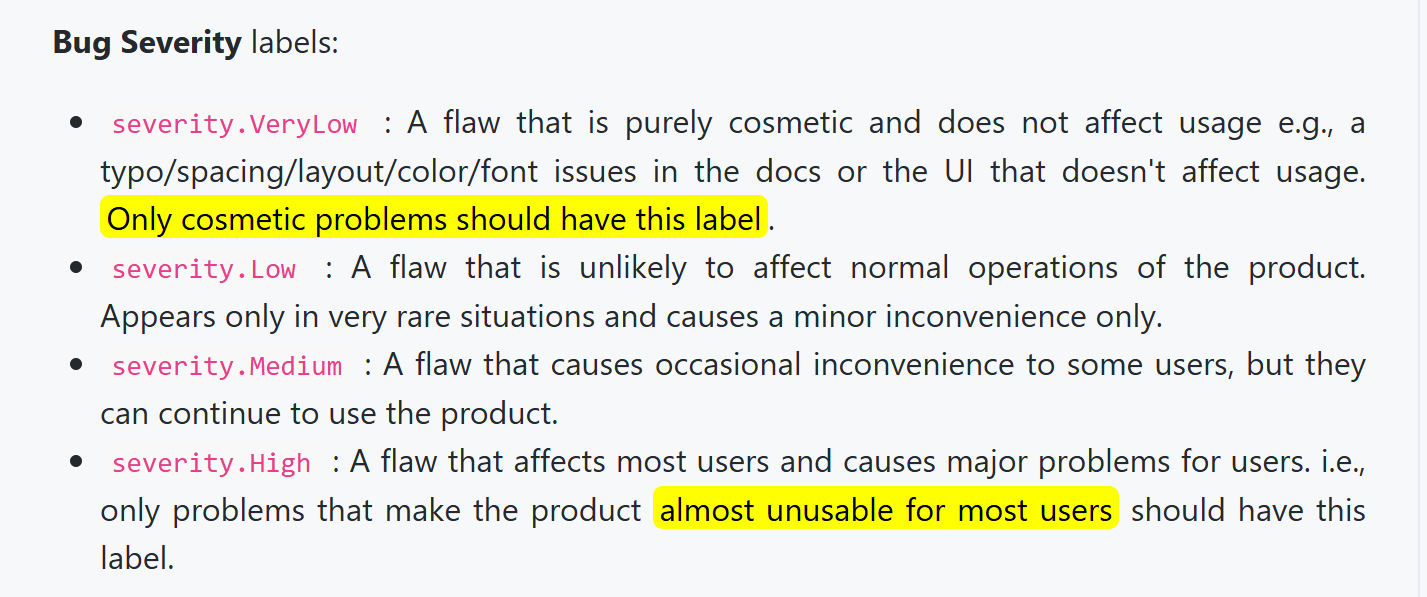 Bug Severity labels:
• severity.VeryLow : A flaw that is purely cosmetic and does not affect usage e.g., a
typo/spacing/layout/color/font issues in the docs or the UI that doesn't affect usage.
Only cosmetic problems should have this label.
• severity.Low : A flaw that is unlikely to affect normal operations of the product.
Appears only in very rare situations and causes a minor inconvenience only.
• severity.Medium : A flaw that causes occasional inconvenience to some users, but they
can continue to use the product.
• severity.High : A flaw that affects most users and causes major problems for users. i.e.,
only problems that make the product almost unusable for most users should have this
label.